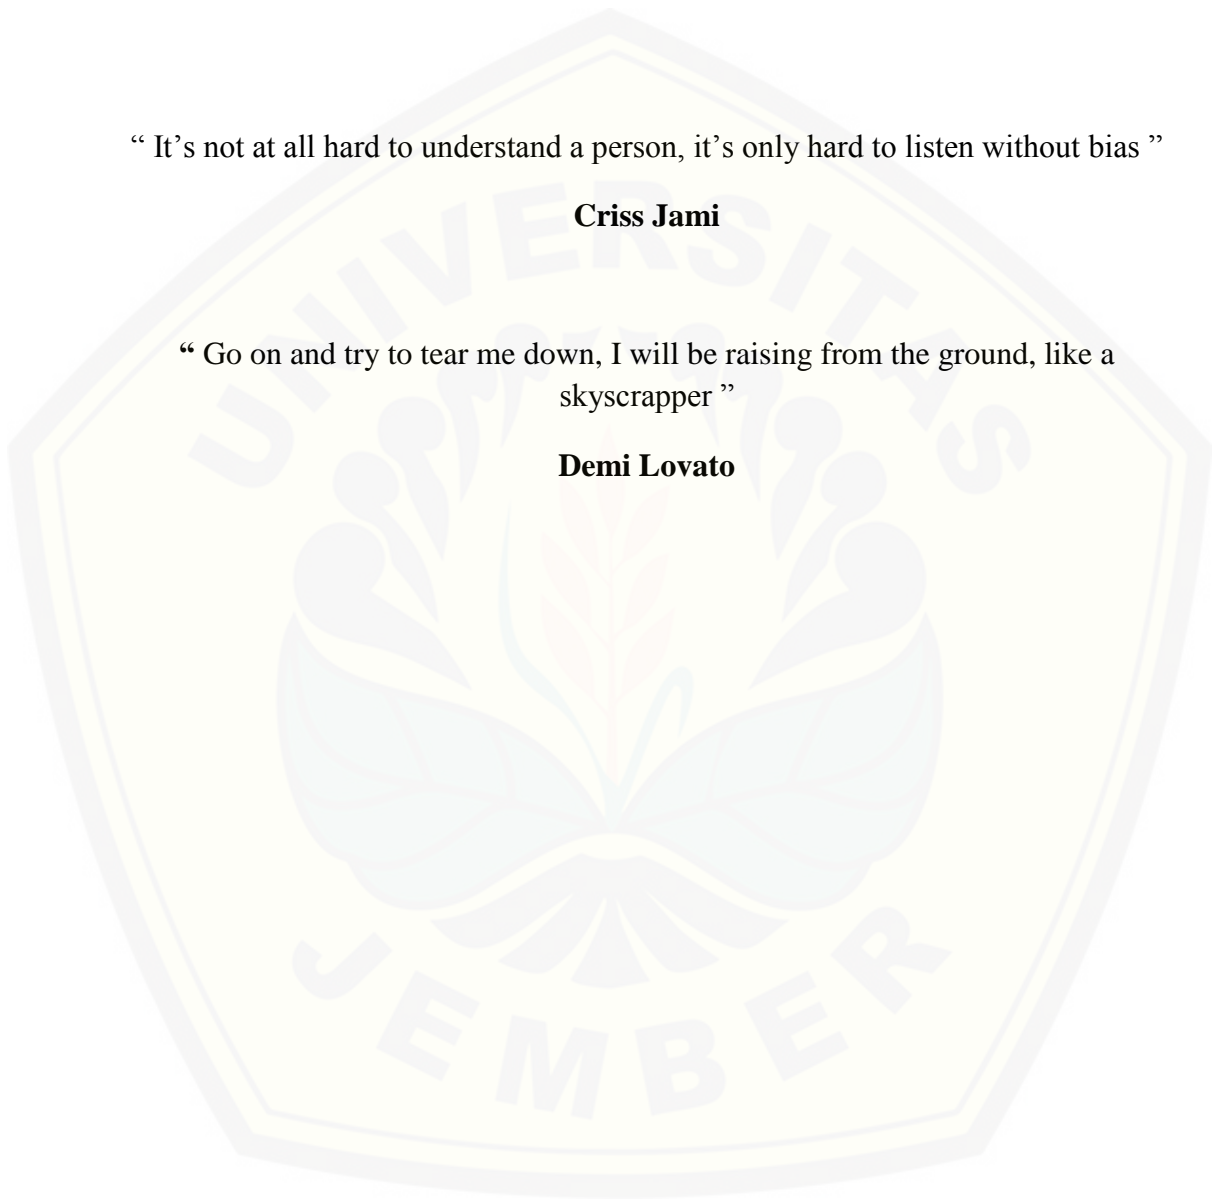 “ It’s not at all hard to understand a person, it’s only hard to listen without bias ”
Criss Jami
“ Go on and try to tear me down, I will be raising from the ground, like a
skyscrapper ”
Demi Lovato
UNIVERSITAS
JEMBER